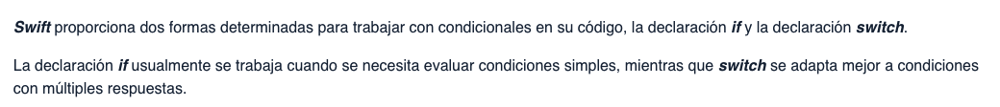 Swift proporciona dos formas determinadas para trabajar con condicionales en su código, la declaración if y la declaración switch.
La declaración if usualmente se trabaja cuando se necesita evaluar condiciones simples, mientras que switch se adapta mejor a condiciones
con múltiples respuestas.